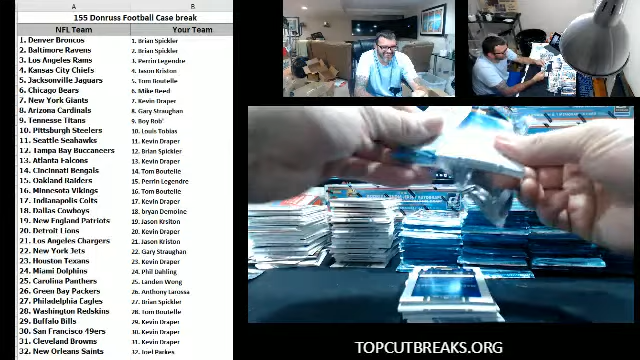 A B
155 Donruss Football Case break
NFL Team Your Team
1. Denver Broncos 1. Brian Spickler
2. Baltimore Ravens 2. Brian Spickler
3. Los Angeles Rams 3. Perrin Legendre
4. Kansas City Chiefs 4. Jason Kriston
5. Jacksonville Jaguars 5. Tom Boutelle
6. Chicago Bears 6. Mike Reed
7. New York Giants 7. Kevin Draper
8. Arizona Cardinals 8. Gary Straughan
9. Tennesse Titans 9. Boy Rob'
10. Pittsburgh Steelers 10. Louis Tobias
11. Seattle Seahawks 11. Kevin Draper
12. Tampa Bay Buccaneers 12. Brian Spickler
13. Atlanta Falcons 13. Kevin Draper
14. Cincinnati Bengals 14. Tom Boutelle
15. Oakland Raiders 15. Perrin Legendre
16. Minnesota Vikings 16. Tom Boutelle
17. Indianapolis Colts 17. Kevin Draper
18. Dallas Cowboys 18. bryan Demoine
19. New England Patriots 19. Jason Kristton
20. Detroit Lions 20. Kevin Draper
21. Los Angeles Chargers 21. Jason Kriston
22. New York Jets 22. Gary Straughan
23. Houston Texans 23. Kevin Draper
24. Miami Dolphins 24. Phil Dahling
25. Carolina Panthers 25. Landen Wong
26. Green Bay Packers 26. Anthony Larossa
27. Philadelphia Eagles 27. Brian Spickler
28. Washington Redskins 28. Tom Boutelle
29. Buffalo Bills 29. Kevin Draper
30. San Francisco 49ers 30. Kevin Draper
31. Cleveland Browns 31. Kevin Draper
32. New Orleans Saints 32. Joel Parkes
TOPCUTBREAKS.ORG